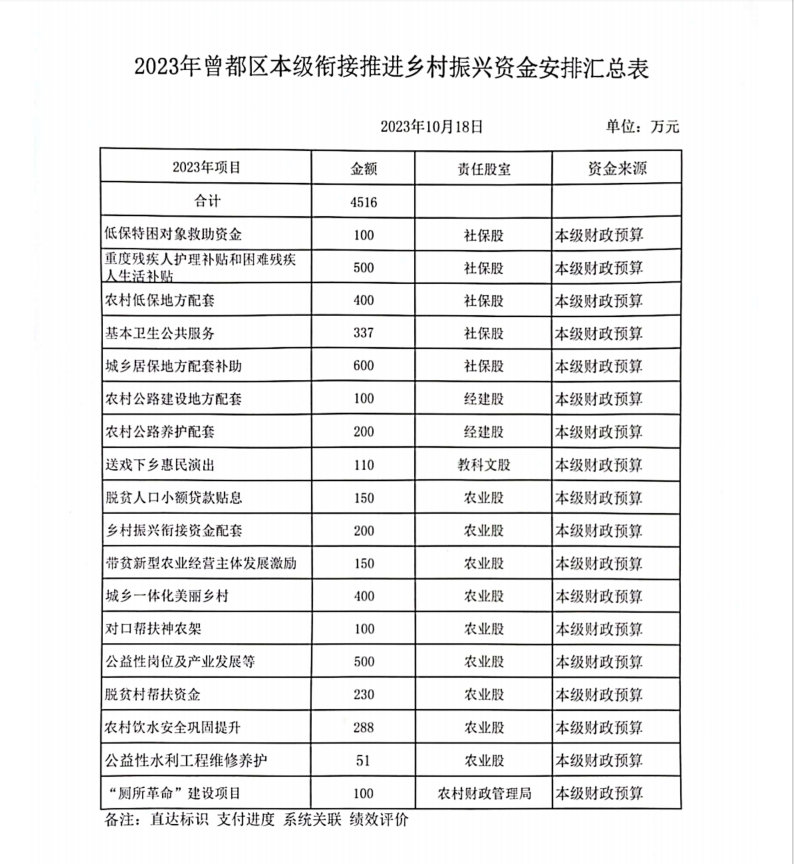 2023年曾都区本级衔接推进乡村振兴资金安排汇总表
2023年10月18日 单位：万元
2023年项目 金额 责任股室 资金来源
合计 4516
低保特困对象救助资金 100 社保股 本级财政预算
重度残疾人护理补贴和困难残疾
人生活补贴 500 社保股 本级财政预算
农村低保地方配套 400 社保股 本级财政预算
基本卫生公共服务 337 社保股 本级财政预算
城乡居保地方配套补助 600 社保股 本级财政预算
农村公路建设地方配套 100 经建股 本级财政预算
农村公路养护配套 200 经建股 本级财政预算
送戏下乡惠民演出 110 教科文股 本级财政预算
脱贫人口小额贷款贴息 150 农业股 本级财政预算
乡村振兴衔接资金配套 200 农业股 本级财政预算
带贫新型农业经营主体发展激励 150 农业股 本级财政预算
城乡一体化美丽乡村 400 农业股 本级财政预算
对口帮扶神农架 100 农业股 本级财政预算
公益性岗位及产业发展等 500 农业股 本级财政预算
脱贫村帮扶资金 230 农业股 本级财政预算
农村饮水安全巩固提升 288 农业股 本级财政预算
公益性水利工程维修养护 51 农业股 本级财政预算
“厕所革命”建设项目 100 农村财政管理局 本级财政预算
备注：直达标识 支付进度 系统关联 绩效评价